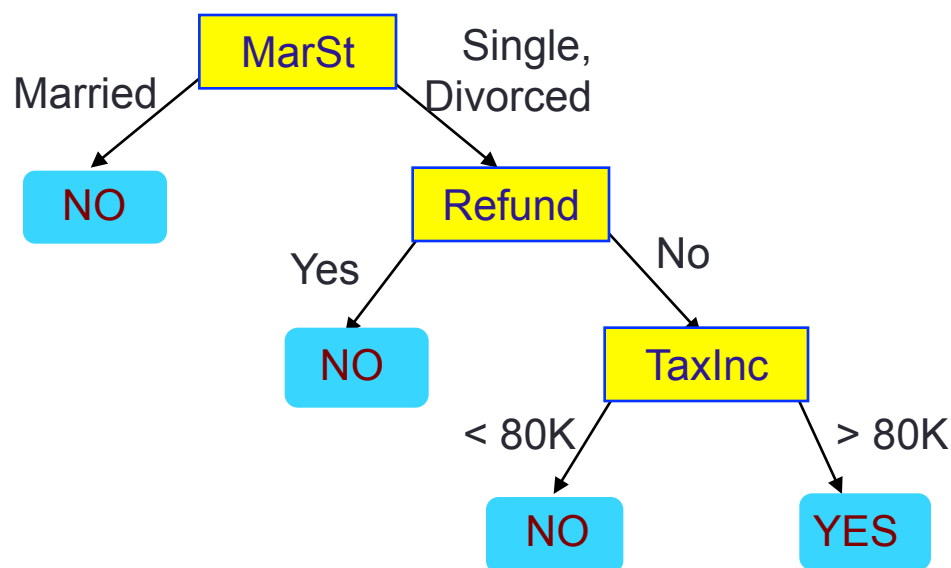 MarSt
Single,
Divorced
Married
NO
Refund
Yes
No
NO
TaxInc
< 80K
> 80K
NO
YES